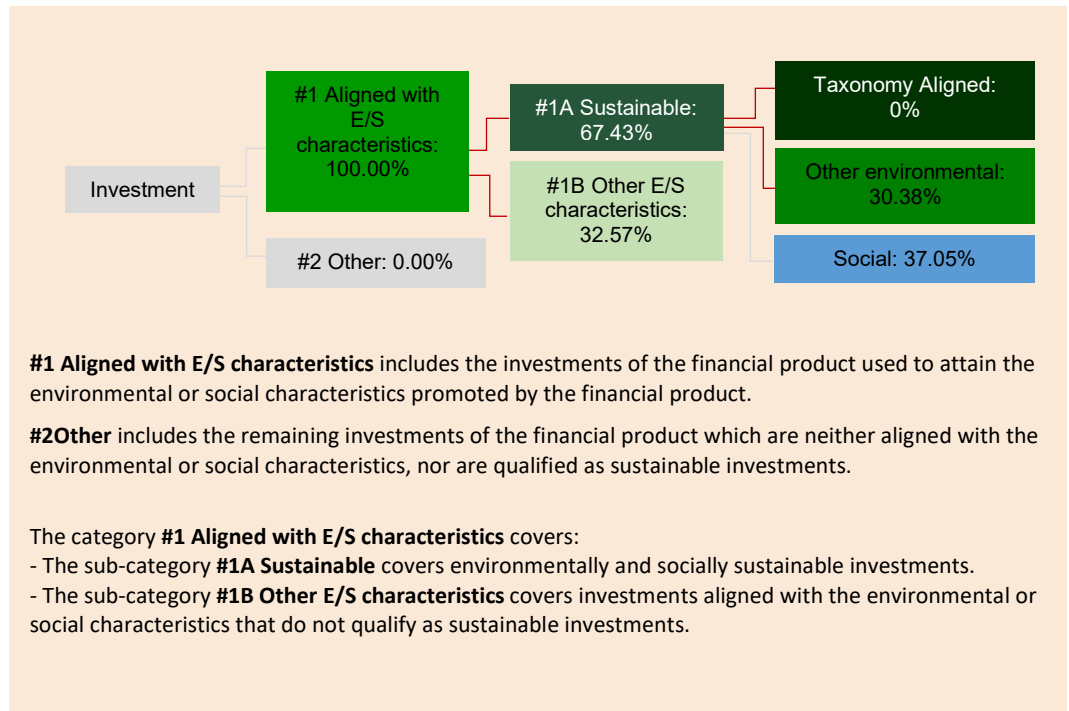 Investment
#1 Aligned with
E/S
characteristics:
100.00%
#2 Other: 0.00%
#1A Sustainable:
67.43%
#1B Other E/S
characteristics:
32.57%
Taxonomy Aligned:
0%
Other environmental:
30.38%
Social: 37.05%
#1 Aligned with E/S characteristics includes the investments of the financial product used to attain the
environmental or social characteristics promoted by the financial product.
#2Other includes the remaining investments of the financial product which are neither aligned with the
environmental or social characteristics, nor are qualified as sustainable investments.
The category #1 Aligned with E/S characteristics covers:
- The sub-category #1A Sustainable covers environmentally and socially sustainable investments.
- The sub-category #1B Other E/S characteristics covers investments aligned with the environmental or
social characteristics that do not qualify as sustainable investments.